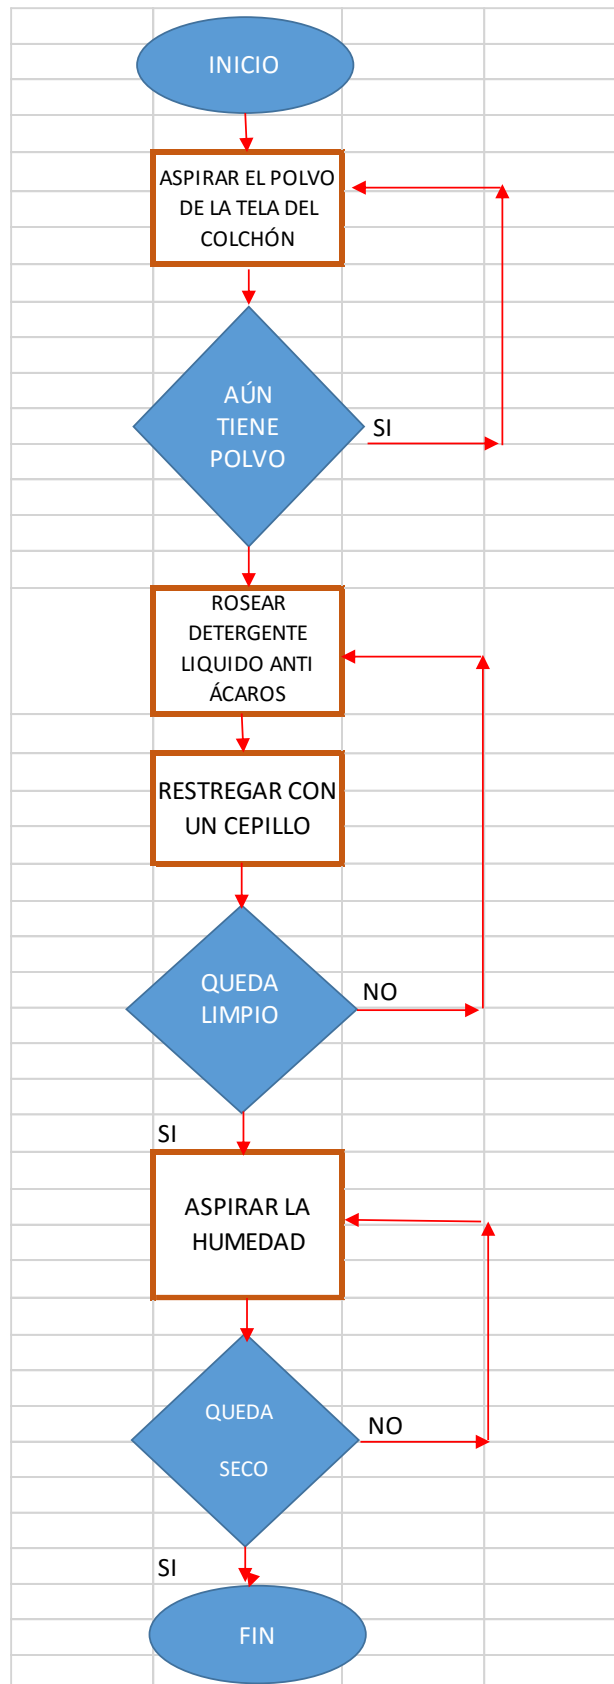 INICIO
ASPIRAR EL POLVO
DE LA TELA DEL
COLCHÓN
AÚN
TIENE
POLVO
SI
ROSEAR
DETERGENTE
LIQUIDO ANTI
ÁCAROS
RESTREGAR CON
UN CEPILLO
QUEDA
LIMPIO
NO
SI
ASPIRAR LA
HUMEDAD
QUEDA
SECO
NO
SI
FIN